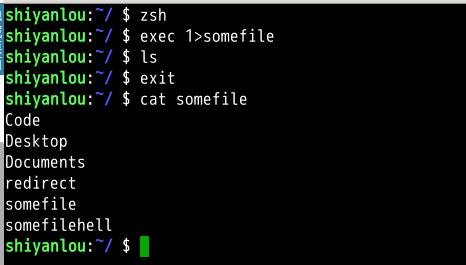 shiyanlou:~/ $ zsh
shiyanlou:~/ $ exec 1>somefile
shiyanlou:~/ $ ls
shiyanlou:~/ $ exit
shiyanlou:~/ $ cat somefile
Code
Desktop
Documents
redirect
somefile
somefilehell
shiyanlou:~/ $